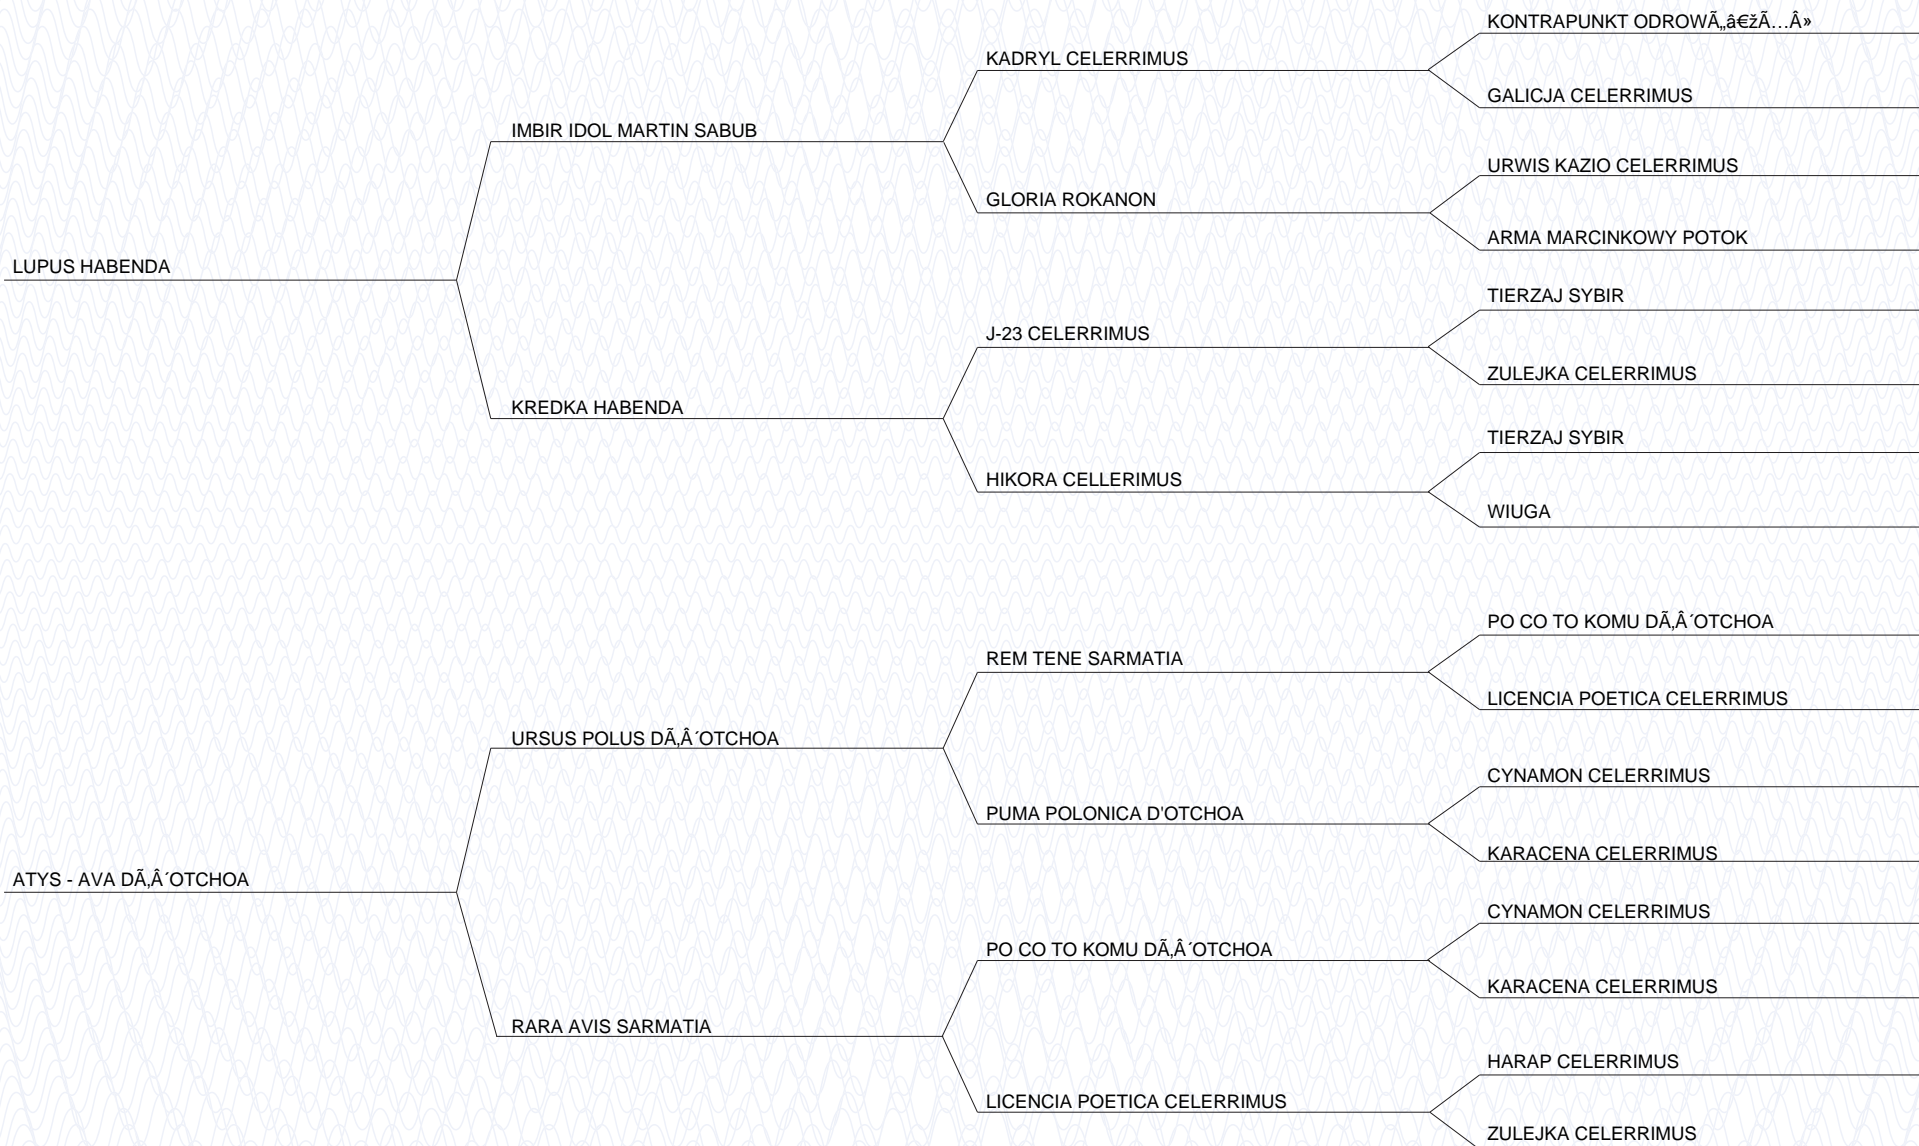 KONTRAPUNKT ODROWÃ„â€žÃ…Â»
KADRYL CELERRIMUS
GALICJA CELERRIMUS
IMBIR IDOL MARTIN SABUB
URWIS KAZIO CELERRIMUS
GLORIA ROKANON
ARMA MARCINKOWY POTOK
LUPUS HABENDA
TIERZAJ SYBIR
J-23 CELERRIMUS
ZULEJKA CELERRIMUS
KREDKA HABENDA
TIERZAJ SYBIR
HIKORA CELLERIMUS
WIUGA
PO CO TO KOMU DÃ‚Â´OTCHOA
REM TENE SARMATIA
LICENCIA POETICA CELERRIMUS
URSUS POLUS DÃ‚Â´OTCHOA
CYNAMON CELERRIMUS
PUMA POLONICA D'OTCHOA
KARACENA CELERRIMUS
ATYS - AVA DÃ‚Â´OTCHOA
CYNAMON CELERRIMUS
PO CO TO KOMU DÃ‚Â´OTCHOA
KARACENA CELERRIMUS
RARA AVIS SARMATIA
HARAP CELERRIMUS
LICENCIA POETICA CELERRIMUS
ZULEJKA CELERRIMUS